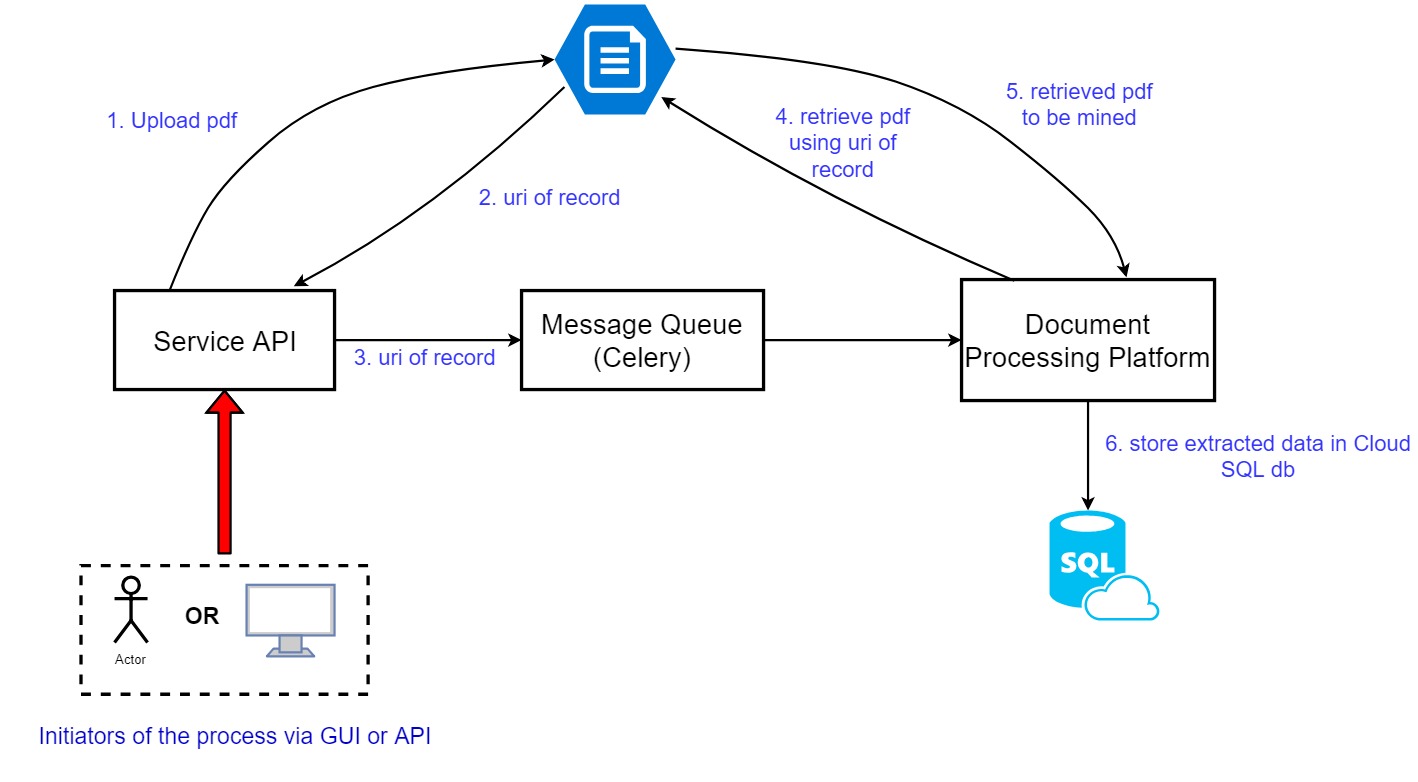 1. Upload pdf
2. uri of record
4. retrieve pdf
using uri of
record
5. retrieved pdf
to be mined
Service API
3. uri of record
Message Queue
(Celery)
Document
Processing Platform
6. store extracted data in Cloud
SQL db
SQL
OR
Actor
Initiators of the process via GUI or API